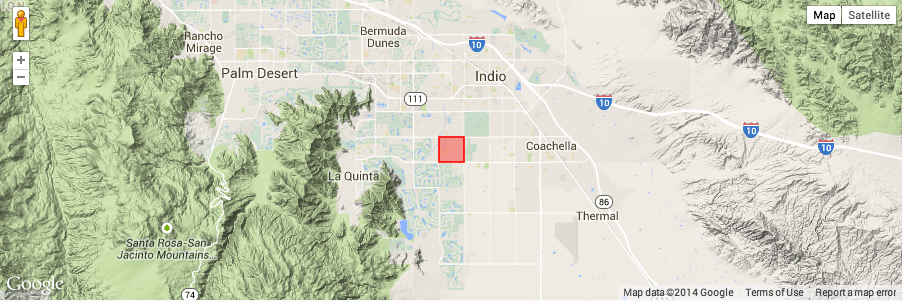 Map
Satellite
Rancho
Mirage
Bermuda
Dunes
10
Palm Desert
Indio
111
10
10
10
Coachella
La Quinta
86
Thermal
Santa Rosa-San
Jacinto Mountains...
74
Google
Map data ©2014 Google
Terms of Use
Report a map error